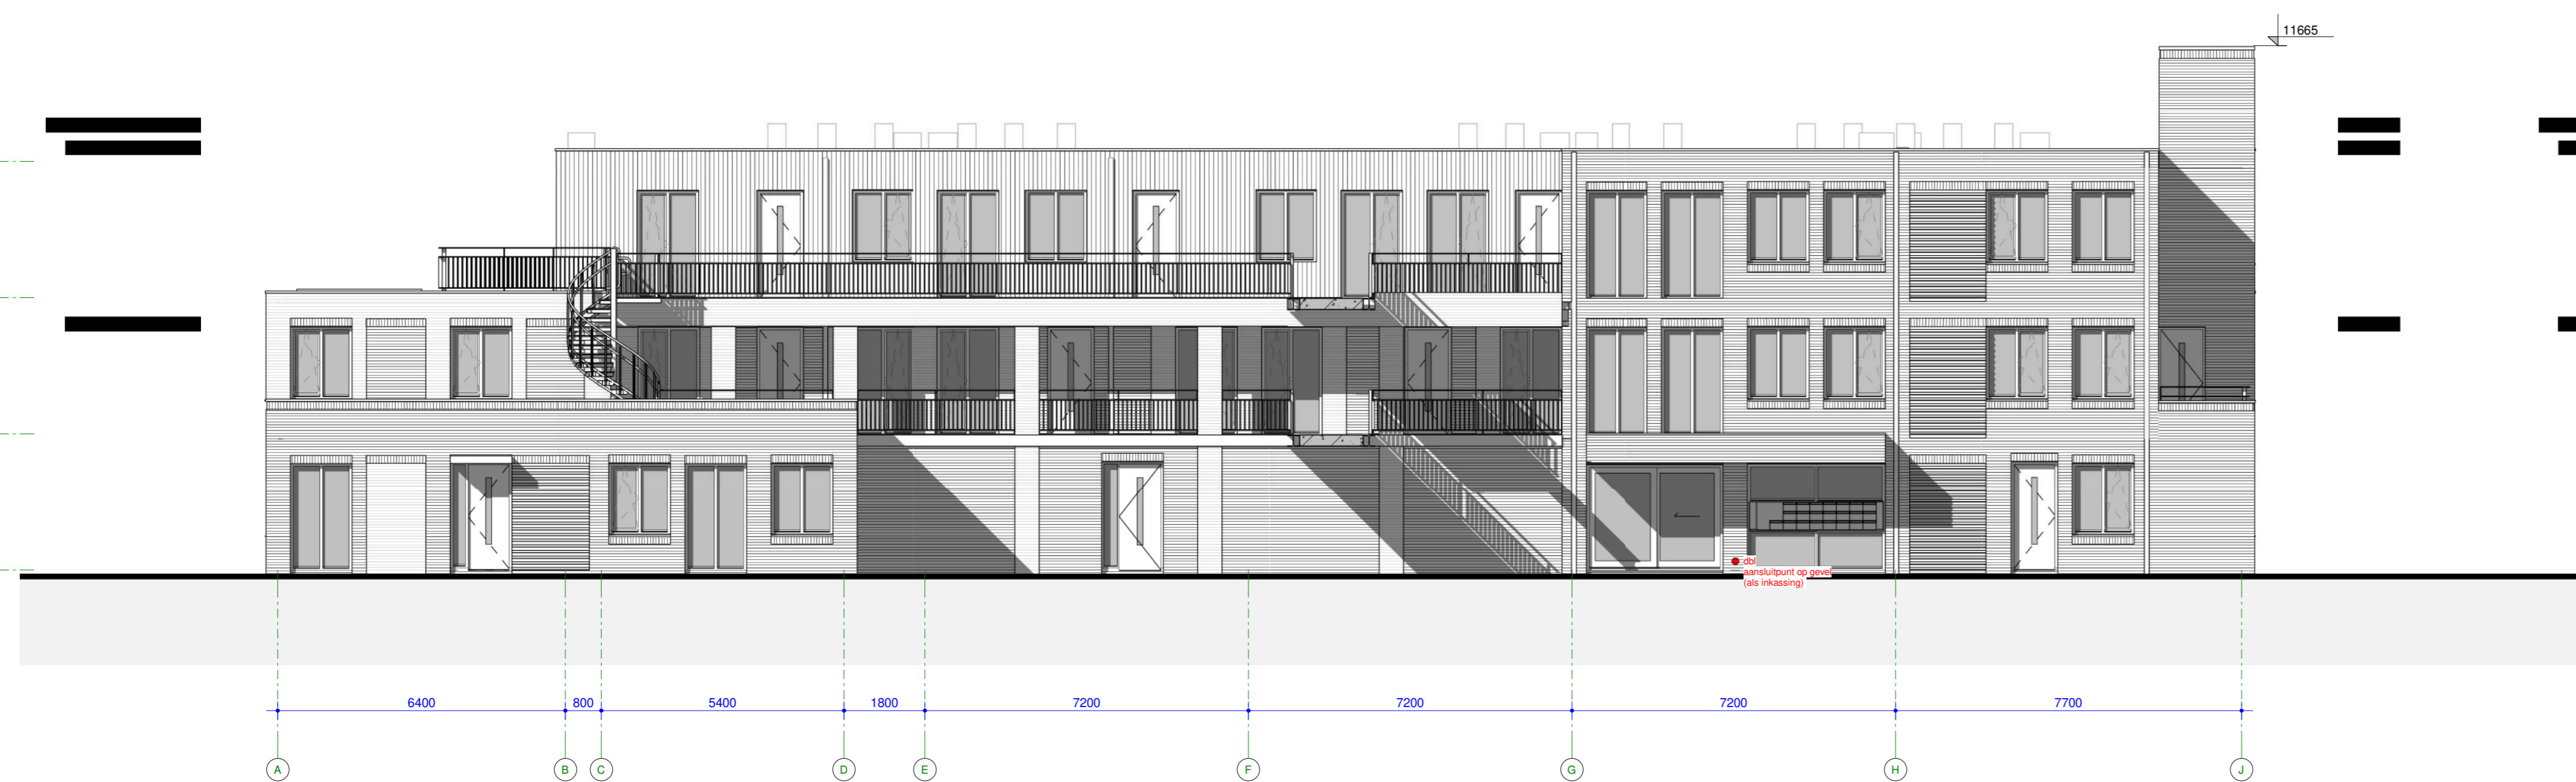 11665
dbl
aansluitpunt op gevel
(als inkassing)
6400 800 5400 1800 7200 7200 7200 7700
A B C D E F G H J